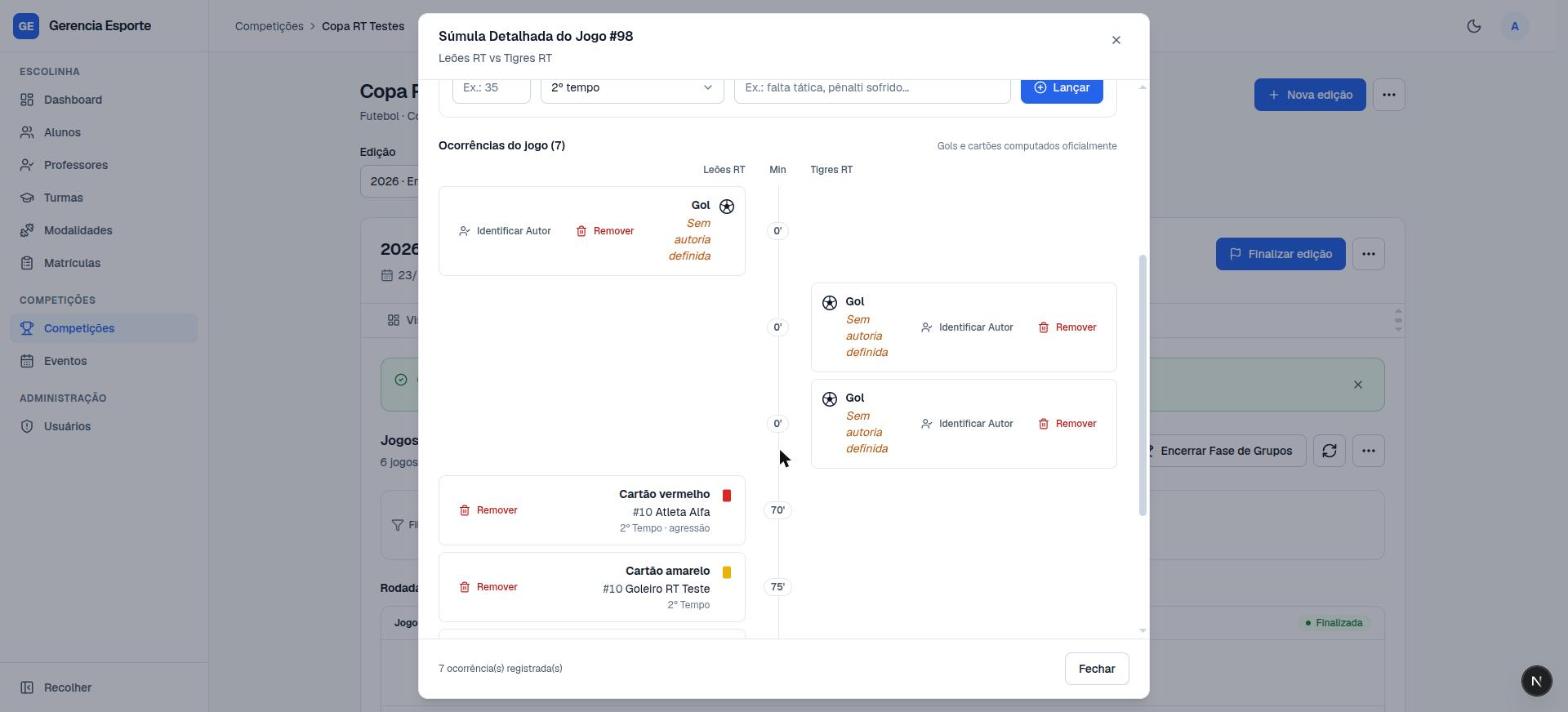 GE
Gerencia Esporte
ESCOLINHA
Dashboard
Alunos
Professores
Turmas
Modalidades
Matrículas
COMPETIÇÕES
Competições
Eventos
ADMINISTRAÇÃO
Usuários
Recolher
Competições > Copa RT Testes
A
Copa R
Futebol · Co
Nova edição
Edição
2026 · Er
2026
23/
Finalizar edição
Vis
Jogos
6 jogos
Encerrar Fase de Grupos
Fil
Rodad
Jogo
Finalizada
Súmula Detalhada do Jogo #98
Leões RT vs Tigres RT
Ex.: 35
2º tempo
Ex.: falta tática, pênalti sofrido...
Lançar
Ocorrências do jogo (7)
Gols e cartões computados oficialmente
Leões RT
Min
Tigres RT
Gol
Sem
autoria
definida
Identificar Autor
Remover
0'
0'
Gol
Sem
autoria
definida
Identificar Autor
Remover
0'
Gol
Sem
autoria
definida
Identificar Autor
Remover
Cartão vermelho
#10 Atleta Alfa
2º Tempo · agressão
Remover
70'
Cartão amarelo
#10 Goleiro RT Teste
2º Tempo
Remover
75'
7 ocorrência(s) registrada(s)
Fechar
N